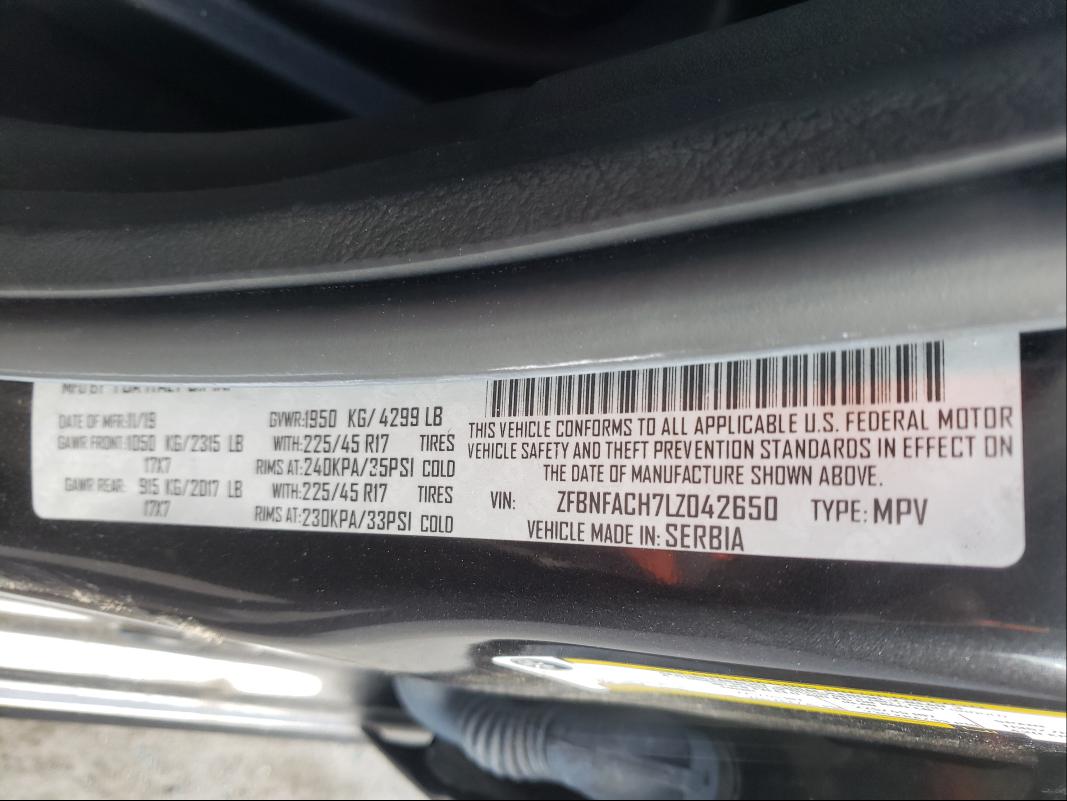 MFD BY
DATE OF MFR:11/19 GVWR:1950 KG/ 4299 LB
GAWR FRONT:1050 KG/2315 LB WITH:225/45 R17 TIRES
17X7 RIMS AT:240KPA/35PSI COLD
GAWR REAR: 915 KG/2017 LB WITH:225/45 R17 TIRES
17X7 RIMS AT:230KPA/33PSI COLD
THIS VEHICLE CONFORMS TO ALL APPLICABLE U.S. FEDERAL MOTOR
VEHICLE SAFETY AND THEFT PREVENTION STANDARDS IN EFFECT ON
THE DATE OF MANUFACTURE SHOWN ABOVE.
VIN: ZFBNFACH7LZ042650 TYPE: MPV
VEHICLE MADE IN: SERBIA